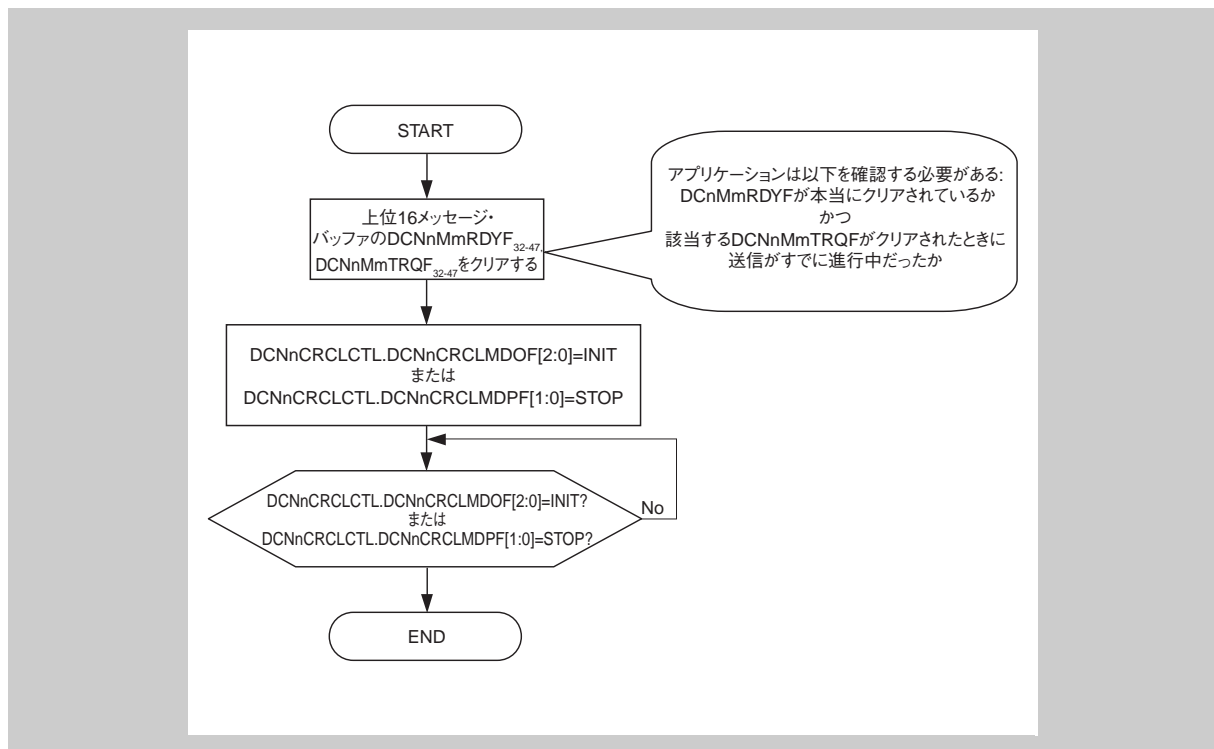 START
上位16メッセージ・
バッファのDCNnMmRDYF32-47,
DCNnMmTRQF32-47をクリアする
アプリケーションは以下を確認する必要がある:
DCnMmRDYFが本当にクリアされているか
かつ
該当するDCNnMmTRQFがクリアされたときに
送信がすでに進行中だったか
DCNnCRCLCTL.DCNnCRCLMDOF[2:0]=INIT
または
DCNnCRCLCTL.DCNnCRCLMDPF[1:0]=STOP
DCNnCRCLCTL.DCNnCRCLMDOF[2:0]=INIT?
または
DCNnCRCLCTL.DCNnCRCLMDPF[1:0]=STOP?
No
END